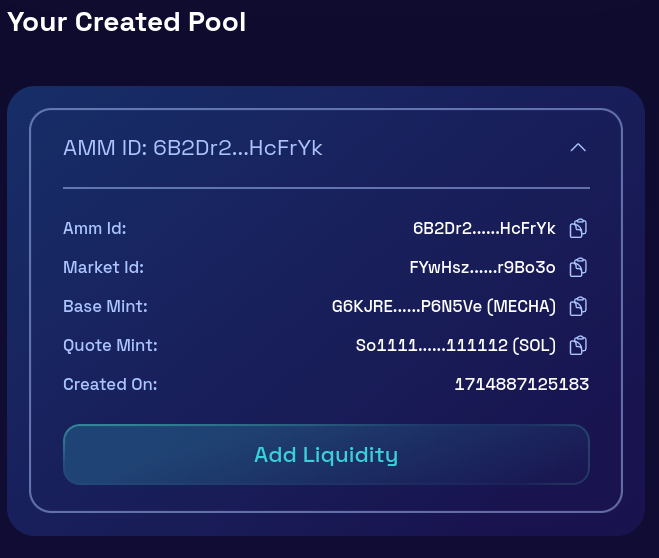 Your Created Pool
AMM ID: 6B2Dr2...HcFrYk
Amm Id: 6B2Dr2......HcFrYk
Market Id: FYwHsz......r9Bo3o
Base Mint: G6KJRE......P6N5Ve (MECHA)
Quote Mint: So1111......111112 (SOL)
Created On: 1714887125183
Add Liquidity